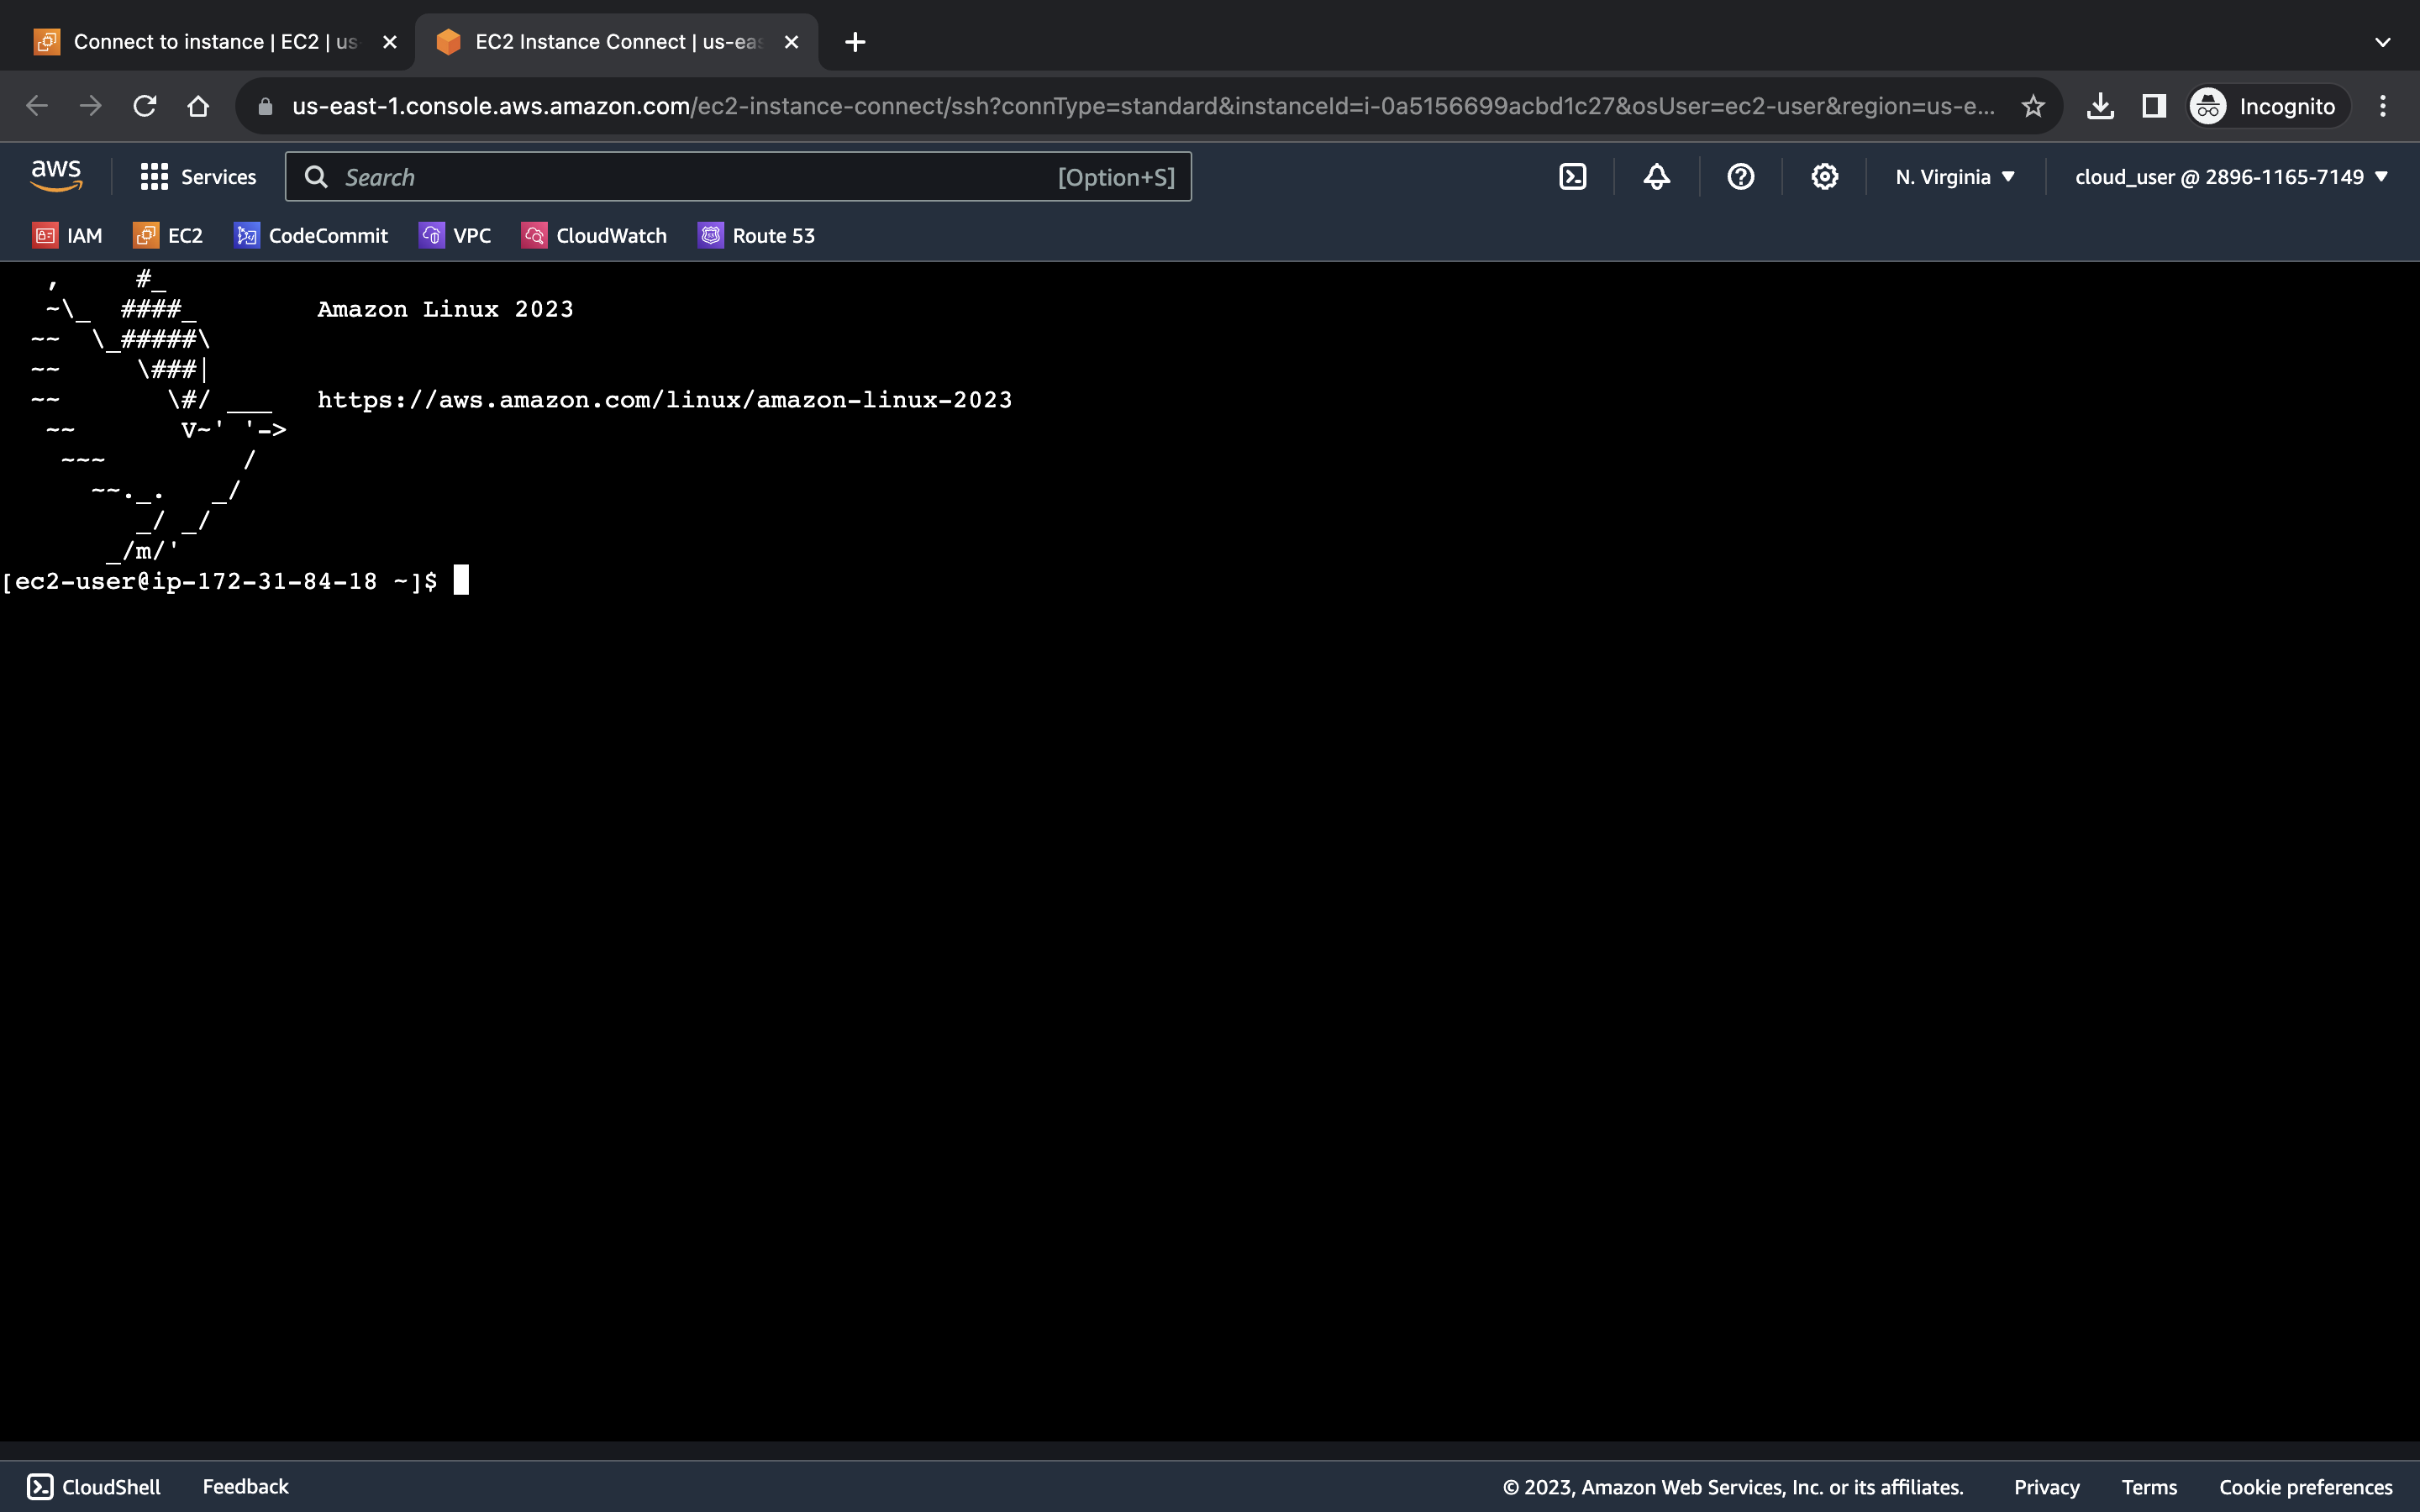 Connect to instance | EC2 | us-
EC2 Instance Connect | us-eas
us-east-1.console.aws.amazon.com/ec2-instance-connect/ssh?connType=standard&instanceId=i-0a5156699acbd1c27&osUser=ec2-user&region=us-e...
Incognito
aws
Services
Search
[Option+S]
N. Virginia
cloud_user @ 2896-1165-7149
IAM
EC2
CodeCommit
VPC
CloudWatch
Route 53
   ,     #_
   ~\_  ####_        Amazon Linux 2023
  ~~  \_#####\
  ~~     \###|
  ~~       \#/ ___   https://aws.amazon.com/linux/amazon-linux-2023
   ~~       V~' '->
    ~~~         /
      ~~._.   _/
         _/ _/
       _/m/'
[ec2-user@ip-172-31-84-18 ~]$
CloudShell
Feedback
© 2023, Amazon Web Services, Inc. or its affiliates.
Privacy
Terms
Cookie preferences